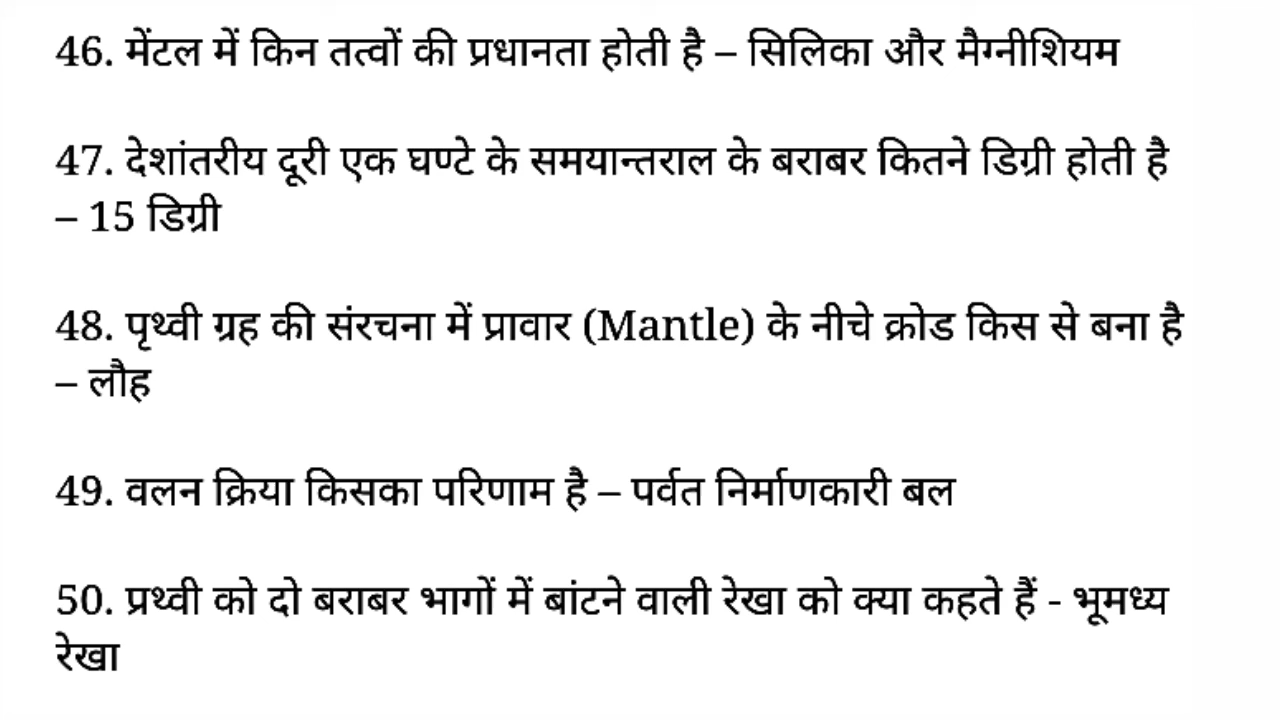 46. मेंटल में किन तत्वों की प्रधानता होती है – सिलिका और मैग्नीशियम
47. देशांतरीय दूरी एक घण्टे के समयान्तराल के बराबर कितने डिग्री होती है
– 15 डिग्री
48. पृथ्वी ग्रह की संरचना में प्रावार (Mantle) के नीचे क्रोड किस से बना है
– लौह
49. वलन क्रिया किसका परिणाम है – पर्वत निर्माणकारी बल
50. प्रथ्वी को दो बराबर भागों में बांटने वाली रेखा को क्या कहते हैं - भूमध्य
रेखा